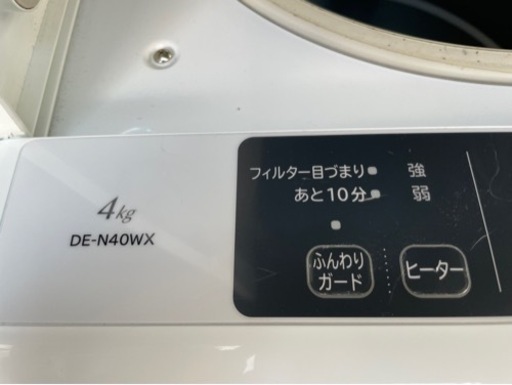 4kg
DE-N40WX
フィルター目づまり 強
あと10分 弱
ふんわり
ガード
ヒーター